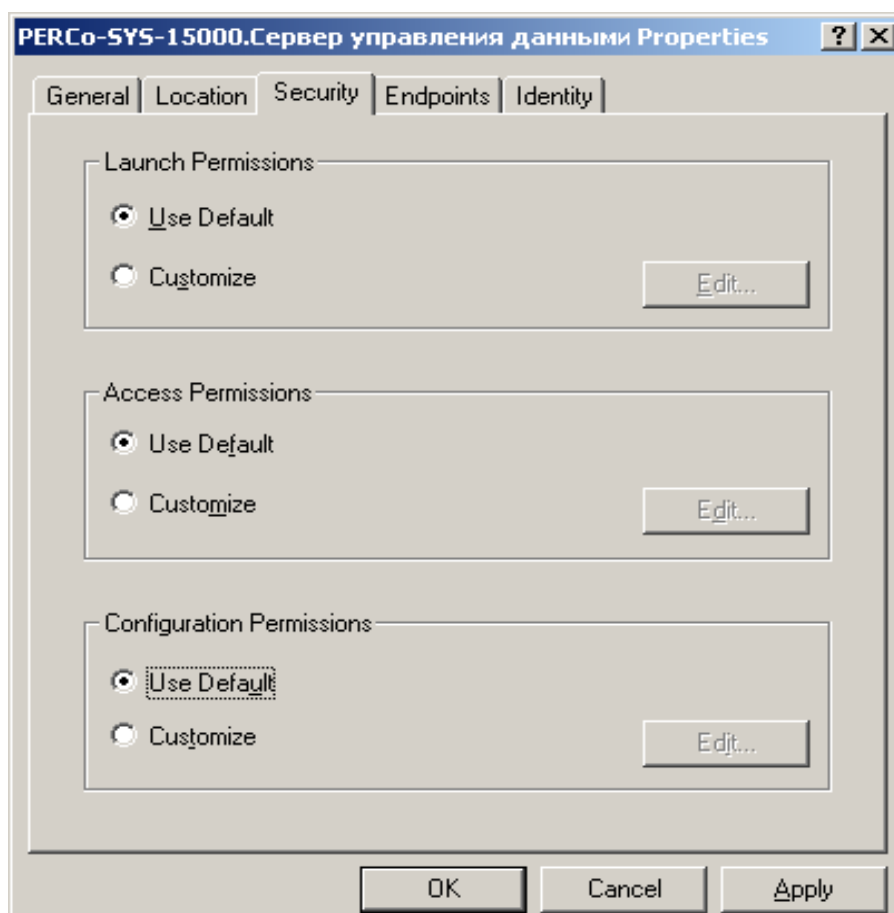 PERCo-SYS-15000.Сервер управления данными Properties ? X
General Location Security Endpoints Identity
Launch Permissions
Use Default
Customize
Edit...
Access Permissions
Use Default
Customize
Edit...
Configuration Permissions
Use Default
Customize
Edit...
OK Cancel Apply